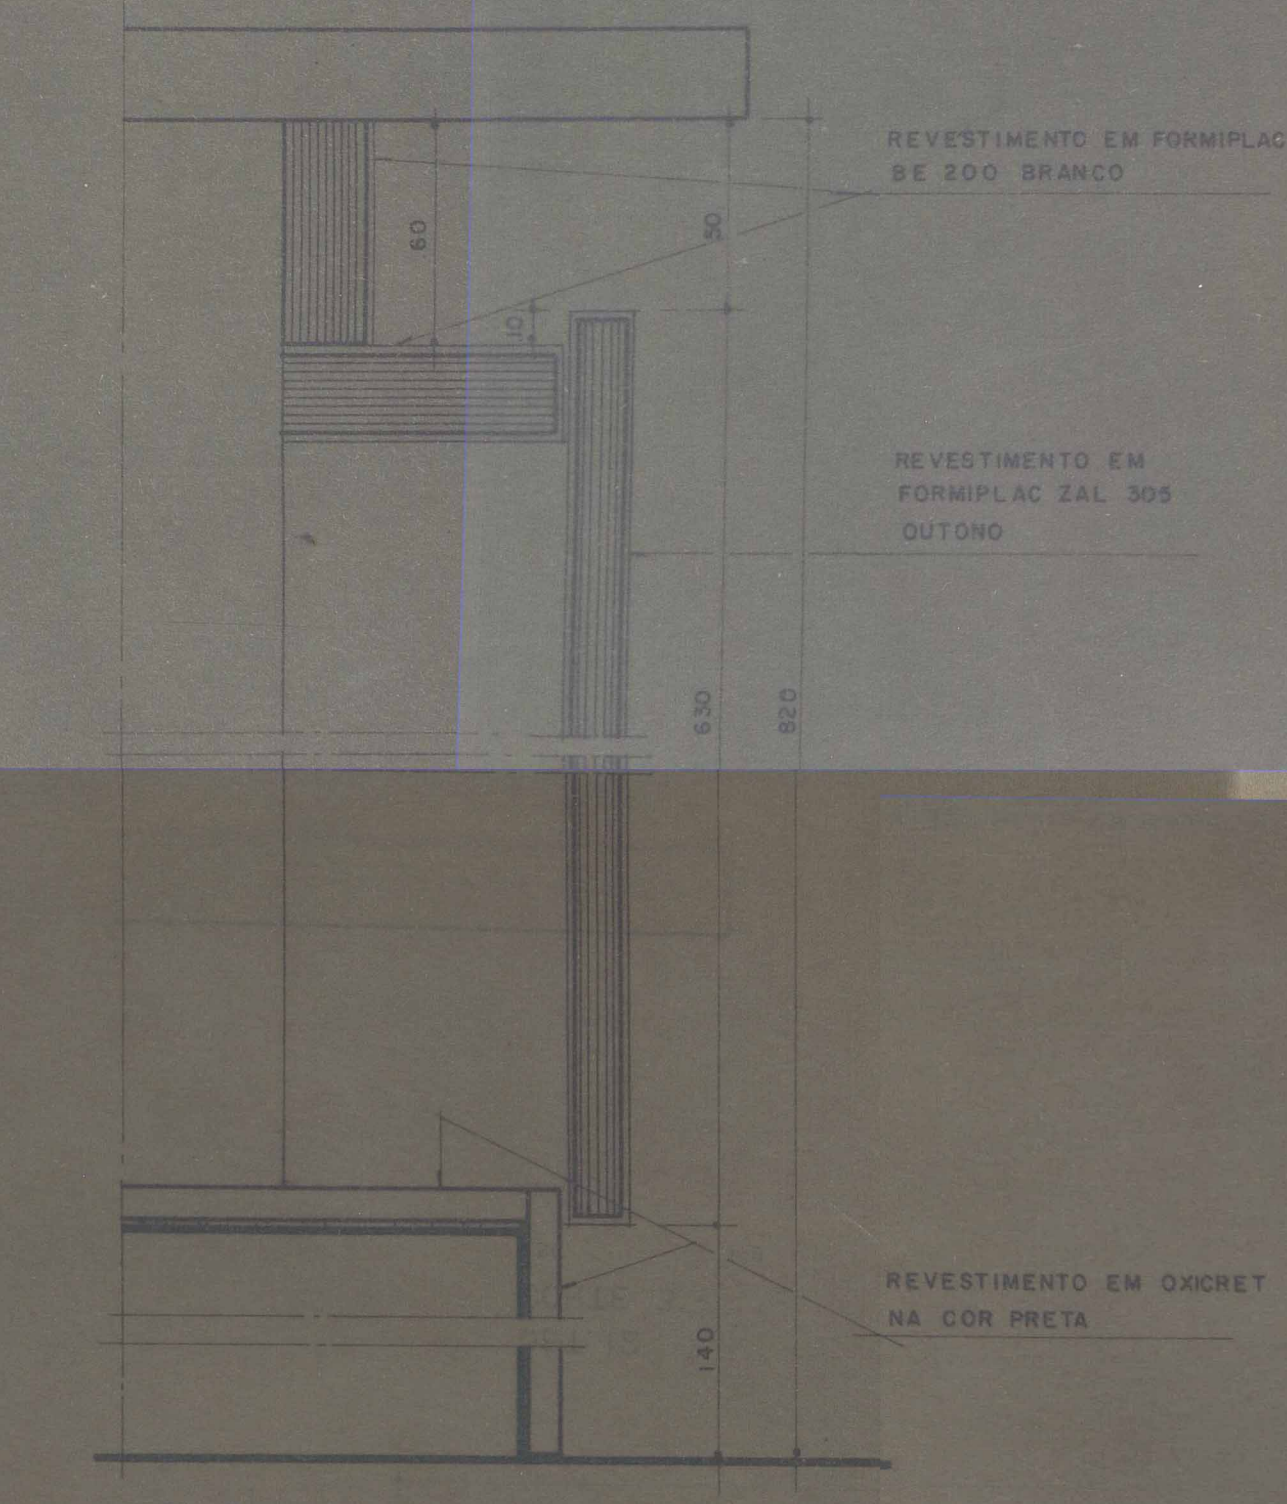 REVESTIMENTO EM FORMIPLAC
BE 200 BRANCO
60
50
10
REVESTIMENTO EM
FORMIPLAC ZAL 305
OUTONO
630
820
REVESTIMENTO EM OXICRET
NA COR PRETA
140